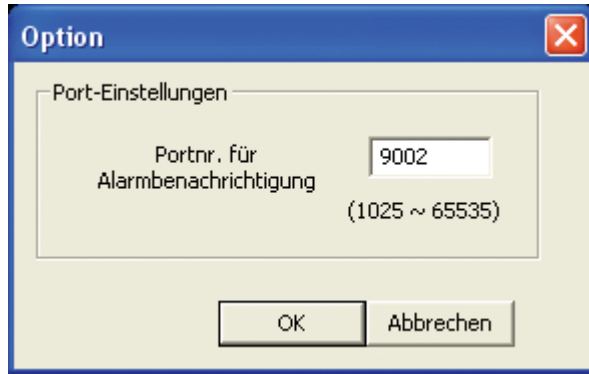 Option
Port-Einstellungen
Portnr. für
Alarmbenachrichtigung
9002
(1025 ~ 65535)
OK
Abbrechen